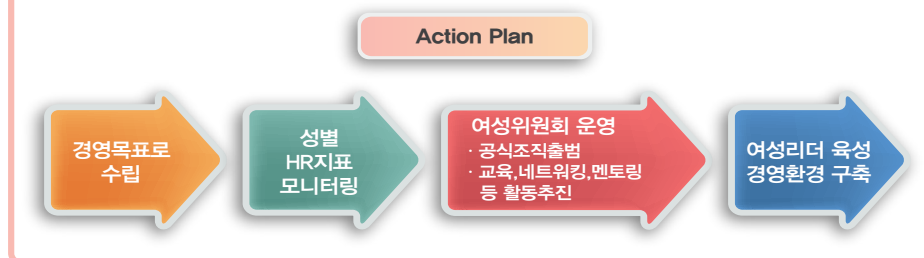 Action Plan
경영목표로
수립
성별
HR지표
모니터링
여성위원회 운영
· 공식조직출범
· 교육,네트워킹,멘토링
등 활동추진
여성리더 육성
경영환경 구축